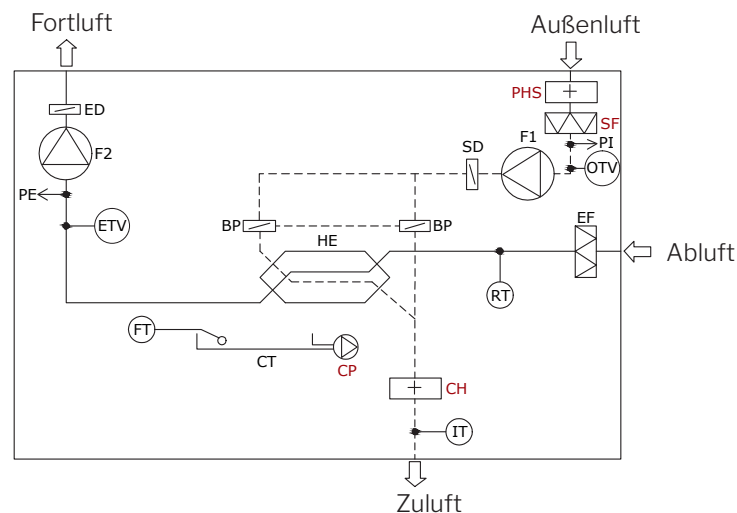 Fortluft
Außenluft
PHS
ED
SF
F1
F2
SD
PI
OTV
PE
ETV
BP
BP
EF
HE
Abluft
RT
FT
CT
CP
CH
IT
Zuluft